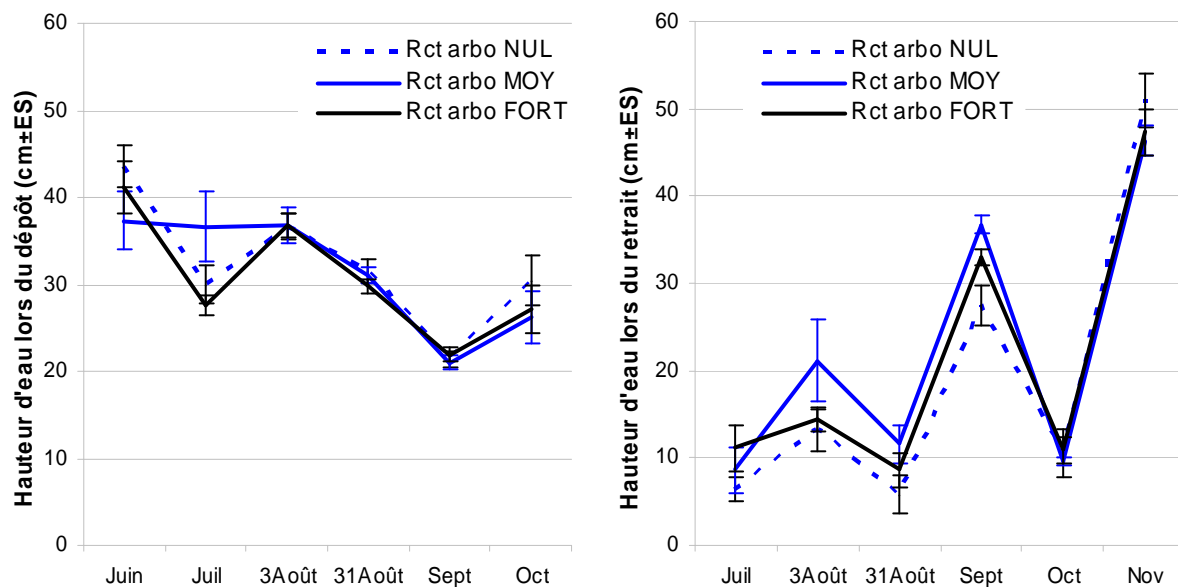 Hauteur d'eau lors du dépôt (cm±ES)
60
50
40
30
20
10
0
Rct arbo NUL
Rct arbo MOY
Rct arbo FORT
Juin Juil 3Août 31Août Sept Oct
Hauteur d'eau lors du retrait (cm±ES)
60
50
40
30
20
10
0
Rct arbo NUL
Rct arbo MOY
Rct arbo FORT
Juil 3Août 31Août Sept Oct Nov